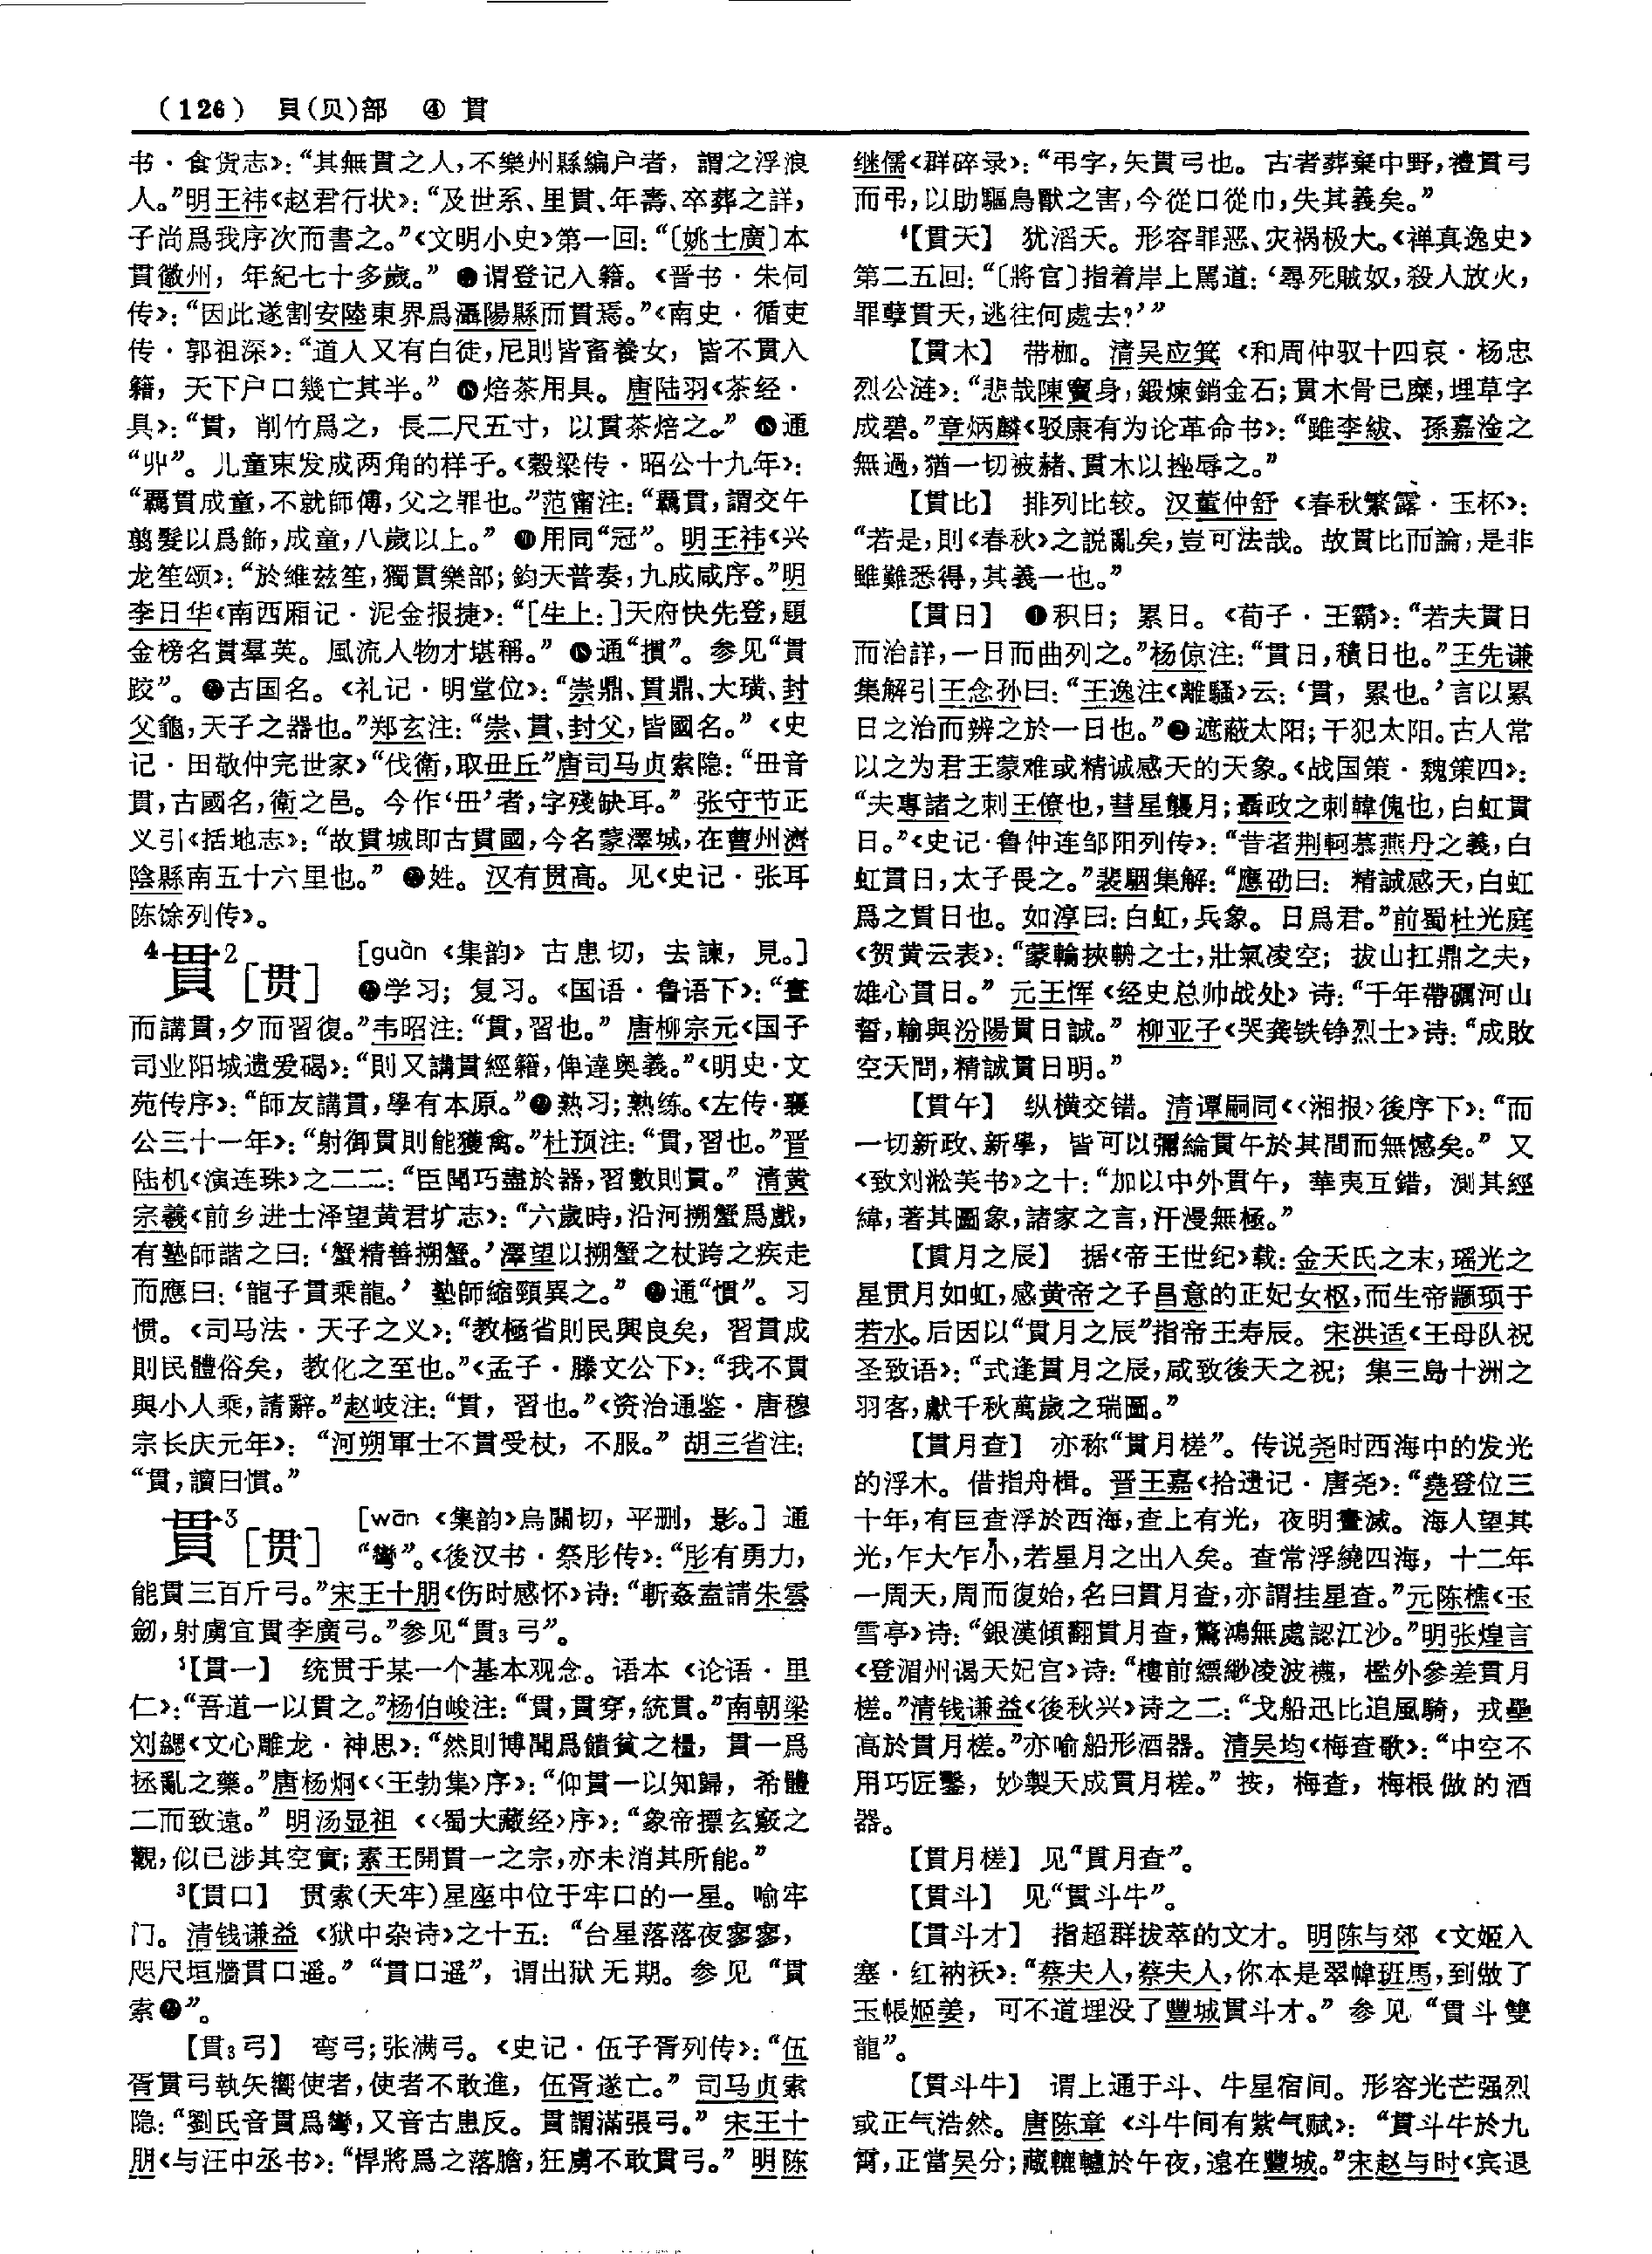 (126) 貝(贝)部 ④ 貫
书·食货志》：“其無貫之人，不樂州縣編户者，謂之浮浪
人。”明王祎《赵君行状》：“及世系、里貫、年壽、卒葬之詳，
子尚爲我序次而書之。”《文明小史》第一回：“〔姚士廣〕本
貫徽州，年紀七十多歲。” 谓登记入籍。《晋书·朱伺
传》：“因此遂割安陸東界爲灄陽縣而貫焉。”《南史·循吏
传·郭祖深》：“道人又有白徒，尼則皆畜養女，皆不貫人
籍，天下户口幾亡其半。” 焙茶用具。唐陆羽《茶经·
具》：“貫，削竹爲之，長二尺五寸，以貫茶焙之。” 通
“丱”。儿童束发成两角的样子。《穀梁传·昭公十九年》：
“羈貫成童，不就師傅，父之罪也。”范甯注：“羈貫，謂交午
翦髮以爲飾，成童，八歲以上。” 用同“冠”。明王祎《兴
龙笙颂》：“於維兹笙，獨貫樂部；鈞天普奏，九成咸序。”明
李日华《南西厢记·泥金报捷》：“[生上：]天府快先登，題
金榜名貫羣英。風流人物才堪稱。” 通“摜”。参见“貫
跤”。 古国名。《礼记·明堂位》：“崇鼎、貫鼎、大璜、封
父龜，天子之器也。”郑玄注：“崇、貫、封父，皆國名。”《史
记·田敬仲完世家》“伐衛，取毌丘”唐司马贞索隐：“毌音
貫，古國名，衛之邑。今作‘毌’者，字殘缺耳。”张守节正
义引《括地志》：“故貫城即古貫國，今名蒙澤城，在曹州濟
陰縣南五十六里也。” 姓。汉有贯高。见《史记·张耳
陈馀列传》。
4貫2［贯］ [guàn 《集韵》古患切，去諫，見。]
学习；复习。《国语·鲁语下》：“晝
而講貫，夕而習復。”韦昭注：“貫，習也。”唐柳宗元《国子
司业阳城遗爱碣》：“則又講貫經籍，俾達奥義。”《明史·文
苑传序》：“師友講貫，學有本原。” 熟习；熟练。《左传·襄
公三十一年》：“射御貫則能獲禽。”杜预注：“貫，習也。”晋
陆机《演连珠》之二二：“臣聞巧盡於器，習數則貫。”清黄
宗羲《前乡进士泽望黄君圹志》：“六歲時，沿河搠蟹爲戲，
有塾師諧之曰：‘蟹精善搠蟹。’澤望以搠蟹之杖跨之疾走
而應曰：‘龍子貫乘龍。’塾師縮頸異之。” 通“慣”。习
惯。《司马法·天子之义》：“教極省則民興良矣，習貫成
則民體俗矣，教化之至也。”《孟子·滕文公下》：“我不貫
與小人乘，請辭。”赵岐注：“貫，習也。”《资治通鉴·唐穆
宗长庆元年》：“河朔軍士不貫受杖，不服。”胡三省注：
“貫，讀曰慣。”
貫3［贯］ [wān 《集韵》烏關切，平删，影。] 通
“彎”。《後汉书·祭肜传》：“肜有勇力，
能貫三百斤弓。”宋王十朋《伤时感怀》诗：“斬姦盍請朱雲
劒，射虜宜貫李廣弓。”参见“貫3弓”。
1【貫一】 统贯于某一个基本观念。语本《论语·里
仁》：“吾道一以貫之。”杨伯峻注：“貫，貫穿，統貫。”南朝梁
刘勰《文心雕龙·神思》：“然則博聞爲饋貧之糧，貫一爲
拯亂之藥。”唐杨炯《〈王勃集〉序》：“仰貫一以知歸，希體
二而致遠。”明汤显祖《〈蜀大藏经〉序》：“象帝摽玄竅之
觀，似已涉其空實；素王開貫一之宗，亦未消其所能。”
3【貫口】 贯索(天牢)星座中位于牢口的一星。喻牢
门。清钱谦益《狱中杂诗》之十五：“台星落落夜寥寥，
咫尺垣牆貫口遥。”“貫口遥”，谓出狱无期。参见“貫
索❷”。
【貫3弓】 弯弓；张满弓。《史记·伍子胥列传》：“伍
胥貫弓執矢嚮使者，使者不敢進，伍胥遂亡。”司马贞索
隐：“劉氏音貫爲彎，又音古患反。貫謂滿張弓。”宋王十
朋《与汪中丞书》：“悍將爲之落膽，狂虜不敢貫弓。”明陈
继儒《群碎录》：“弔字，矢貫弓也。古者葬棄中野，禮貫弓
而弔，以助驅鳥獸之害，今從口從巾，失其義矣。”
【貫天】 犹滔天。形容罪恶、灾祸极大。《禅真逸史》
第二五回：“〔將官〕指着岸上駡道：‘尋死賊奴，殺人放火，
罪孽貫天，逃往何處去？’”
【貫木】 带枷。清吴应箕《和周仲驭十四哀·杨忠
烈公涟》：“悲哉陳竇身，鍛煉銷金石；貫木骨已糜，埋草字
成碧。”章炳麟《驳康有为论革命书》：“雖李紱、孫嘉淦之
無過，猶一切被赭、貫木以挫辱之。”
【貫比】 排列比较。汉董仲舒《春秋繁露·玉杯》：
“若是，則《春秋》之説亂矣，豈可法哉。故貫比而論，是非
雖難悉得，其義一也。”
【貫日】 ❶积日；累日。《荀子·王霸》：“若夫貫日
而治詳，一日而曲列之。”杨倞注：“貫日，積日也。”王先谦
集解引王念孙曰：“王逸注《離騷》云：‘貫，累也。’言以累
日之治而辨之於一日也。”❷遮蔽太阳；干犯太阳。古人常
以之为君王蒙难或精诚感天的天象。《战国策·魏策四》：
“夫專諸之刺王僚也，彗星襲月；聶政之刺韓傀也，白虹貫
日。”《史记·鲁仲连邹阳列传》：“昔者荆軻慕燕丹之義，白
虹貫日，太子畏之。”裴駰集解：“應劭曰：精誠感天，白虹
爲之貫日也。如淳曰：白虹，兵象。日爲君。”前蜀杜光庭
《贺黄云表》：“蒙輪挾輈之士，壯氣凌空；拔山扛鼎之夫，
雄心貫日。”元王恽《经史总帅战处》诗：“千年帶礪河山
誓，輸與汾陽貫日誠。”柳亚子《哭龚铁铮烈士》诗：“成敗
空天問，精誠貫日明。”
【貫午】 纵横交错。清谭嗣同《〈湘报〉後序下》：“而
一切新政、新學，皆可以彌綸貫午於其間而無憾矣。”又
《致刘淞芙书》之十：“加以中外貫午，華夷互錯，測其經
緯，著其圖象，諸家之言，汗漫無極。”
【貫月之辰】 据《帝王世纪》载：金天氏之末，瑶光之
星贯月如虹，感黄帝之子昌意的正妃女枢，而生帝颛顼于
若水。后因以“貫月之辰”指帝王寿辰。宋洪适《王母队祝
圣致语》：“式逢貫月之辰，咸致後天之祝；集三島十洲之
羽客，獻千秋萬歲之瑞圖。”
【貫月查】 亦称“貫月槎”。传说尧时西海中的发光
的浮木。借指舟楫。晋王嘉《拾遗记·唐尧》：“堯登位三
十年，有巨查浮於西海，查上有光，夜明晝滅。海人望其
光，乍大乍小，若星月之出入矣。查常浮繞四海，十二年
一周天，周而復始，名曰貫月查，亦謂挂星查。”元陈樵《玉
雪亭》诗：“銀漢傾翻貫月查，驚鴻無處認江沙。”明张煌言
《登湄州谒天妃宫》诗：“樓前縹緲凌波襪，檻外參差貫月
槎。”清钱谦益《後秋兴》诗之二：“戈船迅比追風騎，戎壘
高於貫月槎。”亦喻船形酒器。清吴均《梅查歌》：“中空不
用巧匠鑿，妙製天成貫月槎。”按，梅查，梅根做的酒
器。
【貫月槎】 见“貫月查”。
【貫斗】 见“貫斗牛”。
【貫斗才】 指超群拔萃的文才。明陈与郊《文姬入
塞·红衲袄》：“蔡夫人，蔡夫人，你本是翠幃班馬，到做了
玉帳姬姜，可不道埋没了豐城貫斗才。”参见“貫斗雙
龍”。
【貫斗牛】 谓上通于斗、牛星宿间。形容光芒强烈
或正气浩然。唐陈章《斗牛间有紫气赋》：“貫斗牛於九
霄，正當吴分；藏轆轤於午夜，遠在豐城。”宋赵与时《宾退